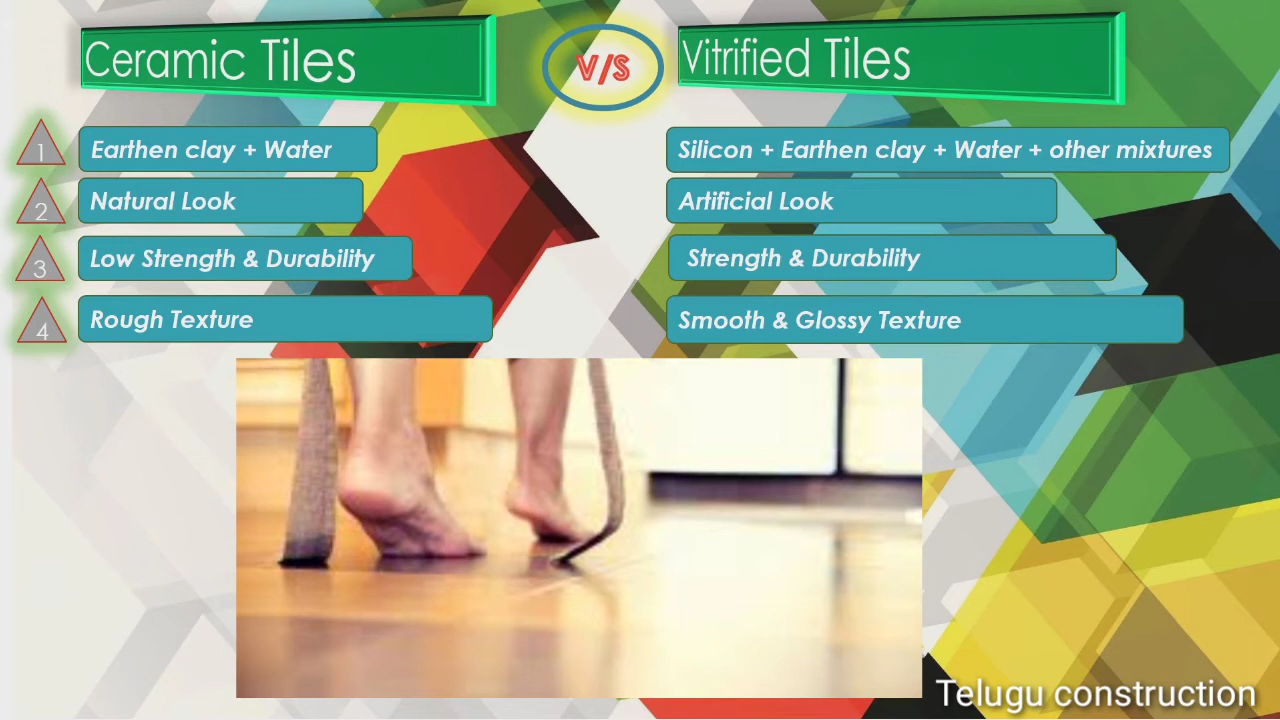 Ceramic Tiles
V/S
Vitrified Tiles
1
Earthen clay + Water
Silicon + Earthen clay + Water + other mixtures
2
Natural Look
Artificial Look
3
Low Strength & Durability
Strength & Durability
4
Rough Texture
Smooth & Glossy Texture
Telugu construction